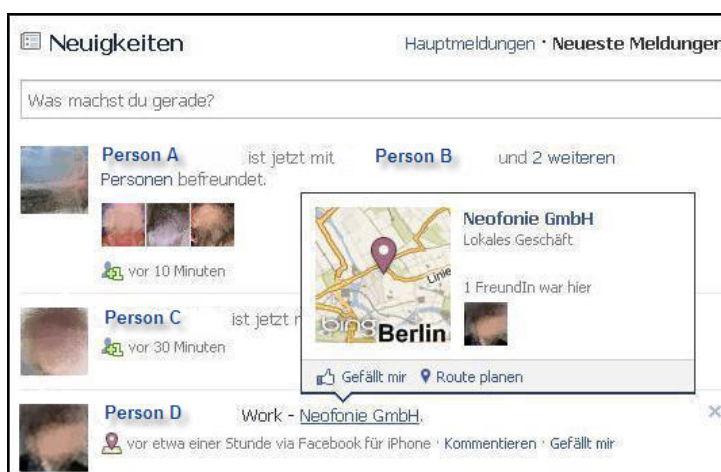 Neuigkeiten
Hauptmeldungen · Neueste Meldungen
Was machst du gerade?
Person A ist jetzt mit Person B und 2 weiteren
Personen befreundet.
vor 10 Minuten
Neofonie GmbH
Lokales Geschäft
1 FreundIn war hier
Linie
bing
Berlin
Gefällt mir Route planen
Person C ist jetzt
vor 30 Minuten
Person D Work - Neofonie GmbH.
vor etwa einer Stunde via Facebook für iPhone · Kommentieren · Gefällt mir